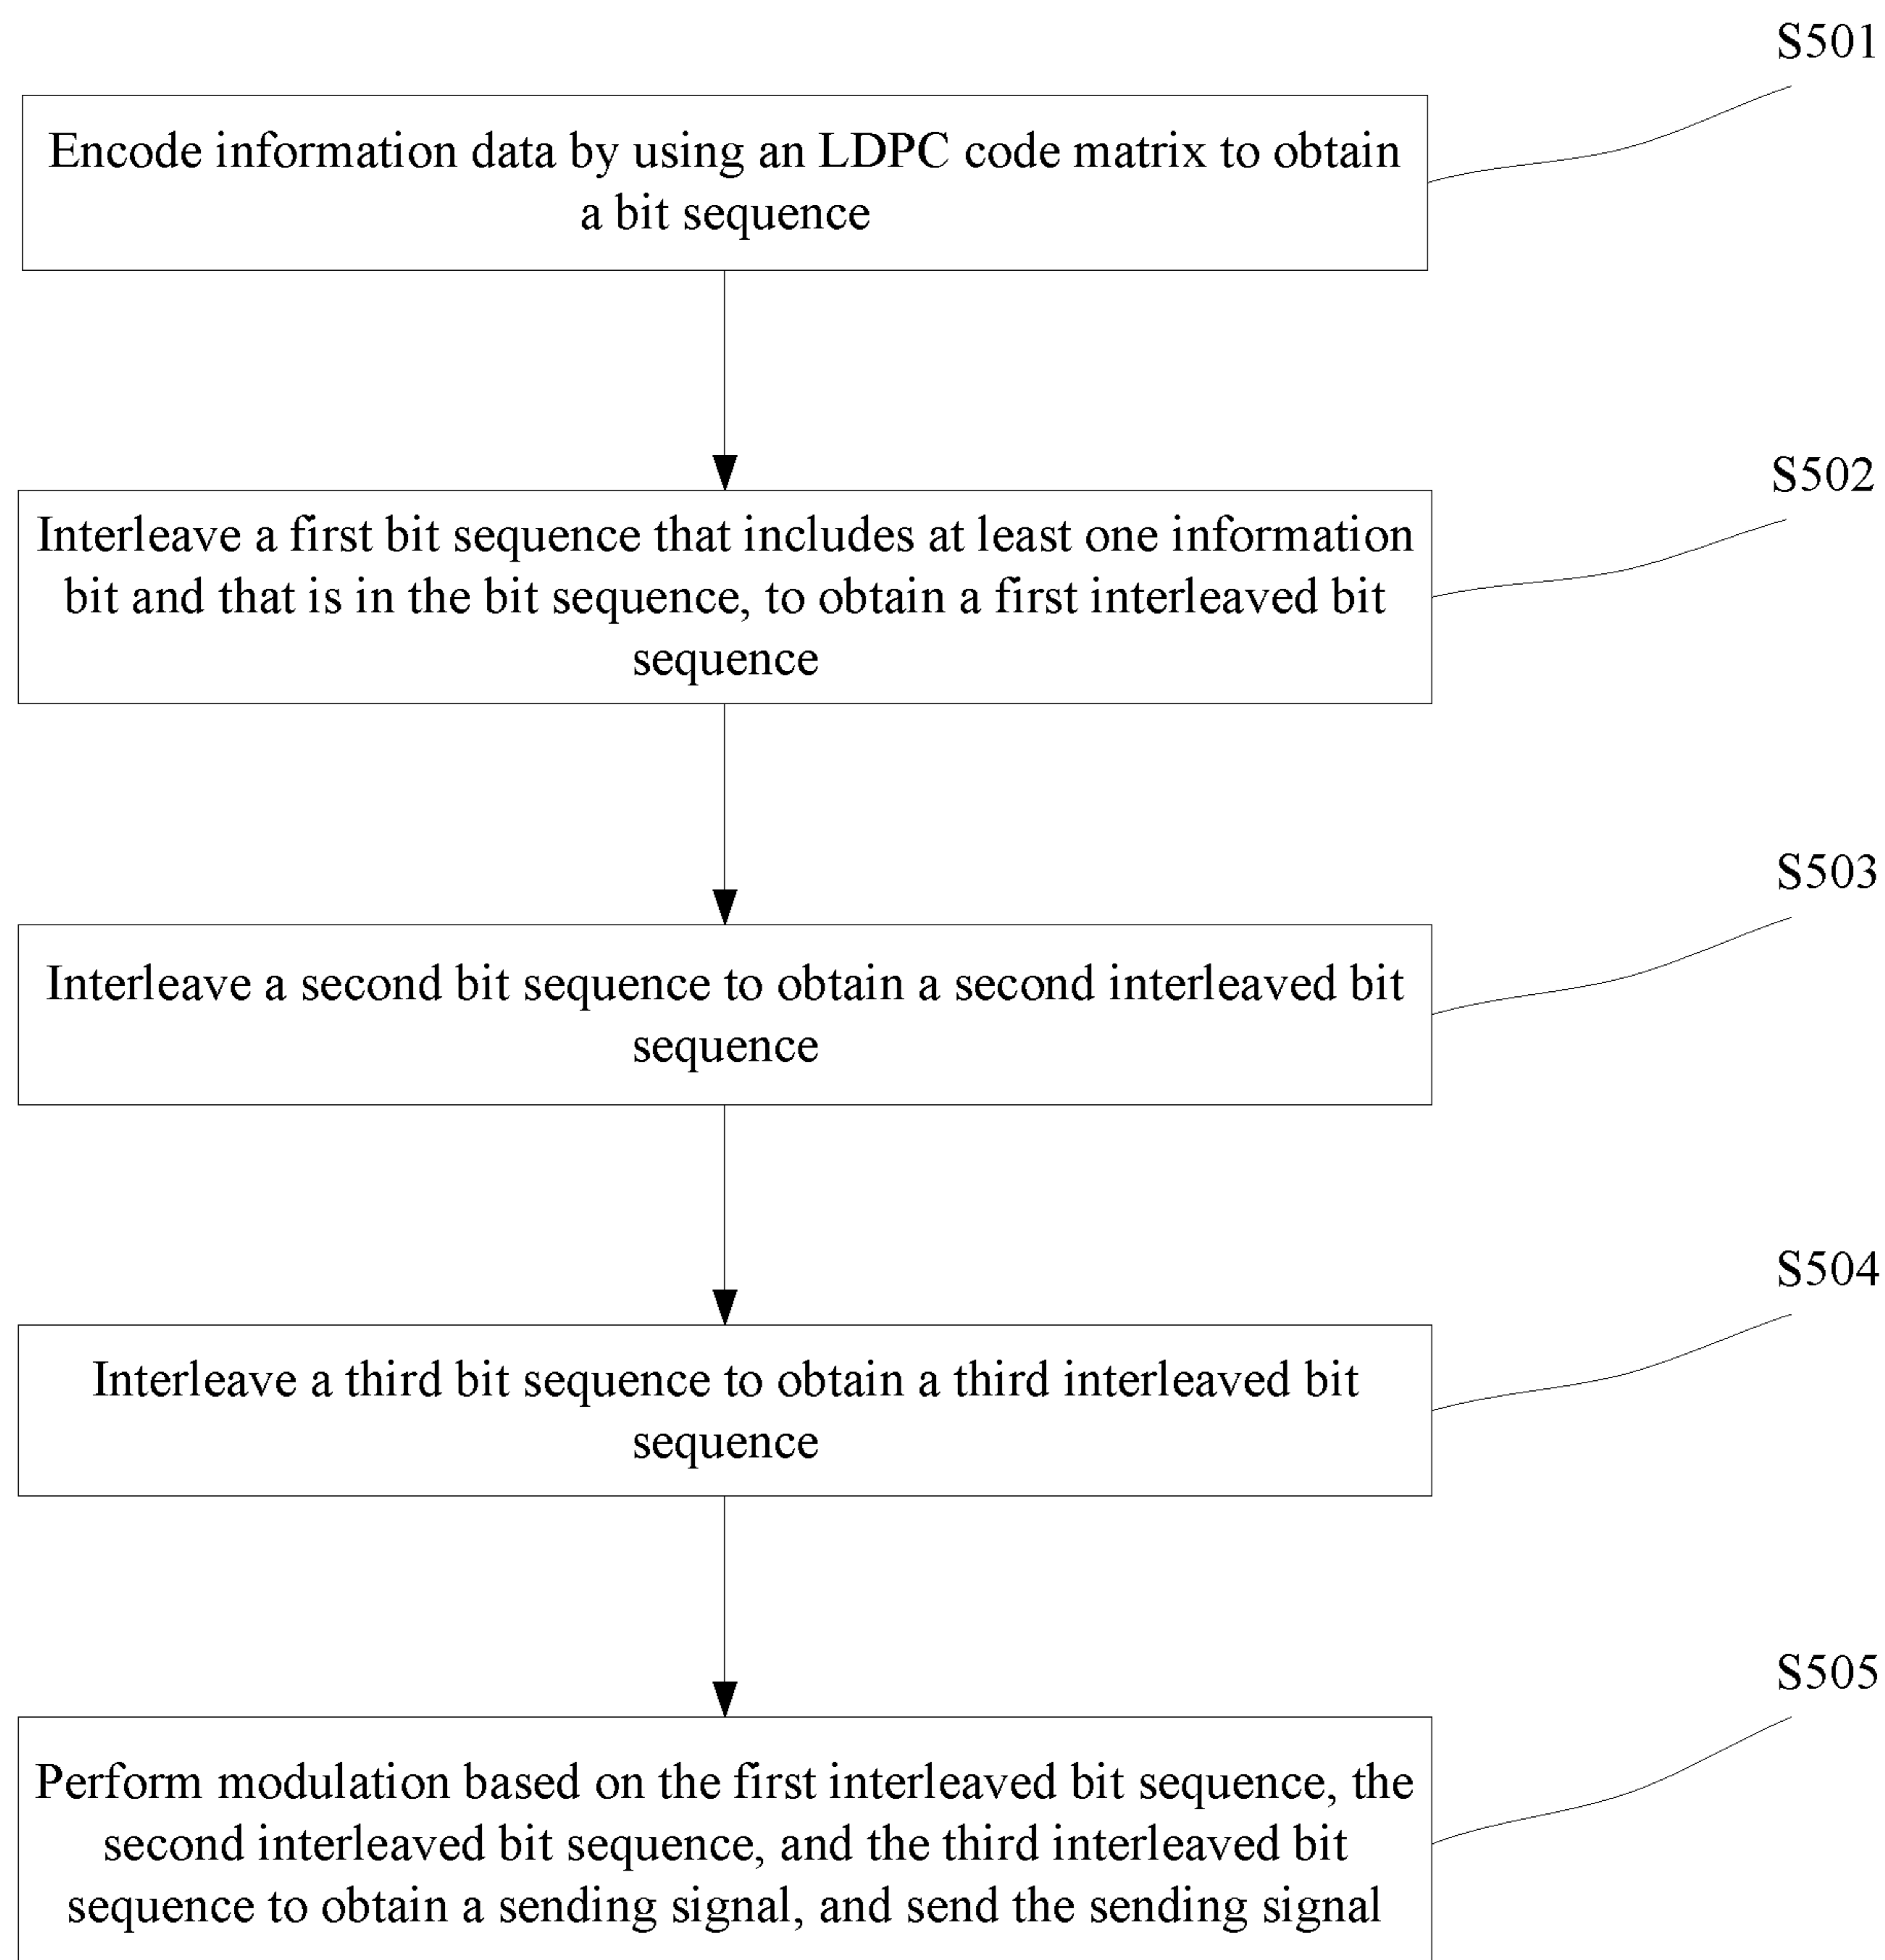 S501
Encode information data by using an LDPC code matrix to obtain
a bit sequence
S502
Interleave a first bit sequence that includes at least one information
bit and that is in the bit sequence, to obtain a first interleaved bit
sequence
S503
Interleave a second bit sequence to obtain a second interleaved bit
sequence
S504
Interleave a third bit sequence to obtain a third interleaved bit
sequence
S505
Perform modulation based on the first interleaved bit sequence, the
second interleaved bit sequence, and the third interleaved bit
sequence to obtain a sending signal, and send the sending signal